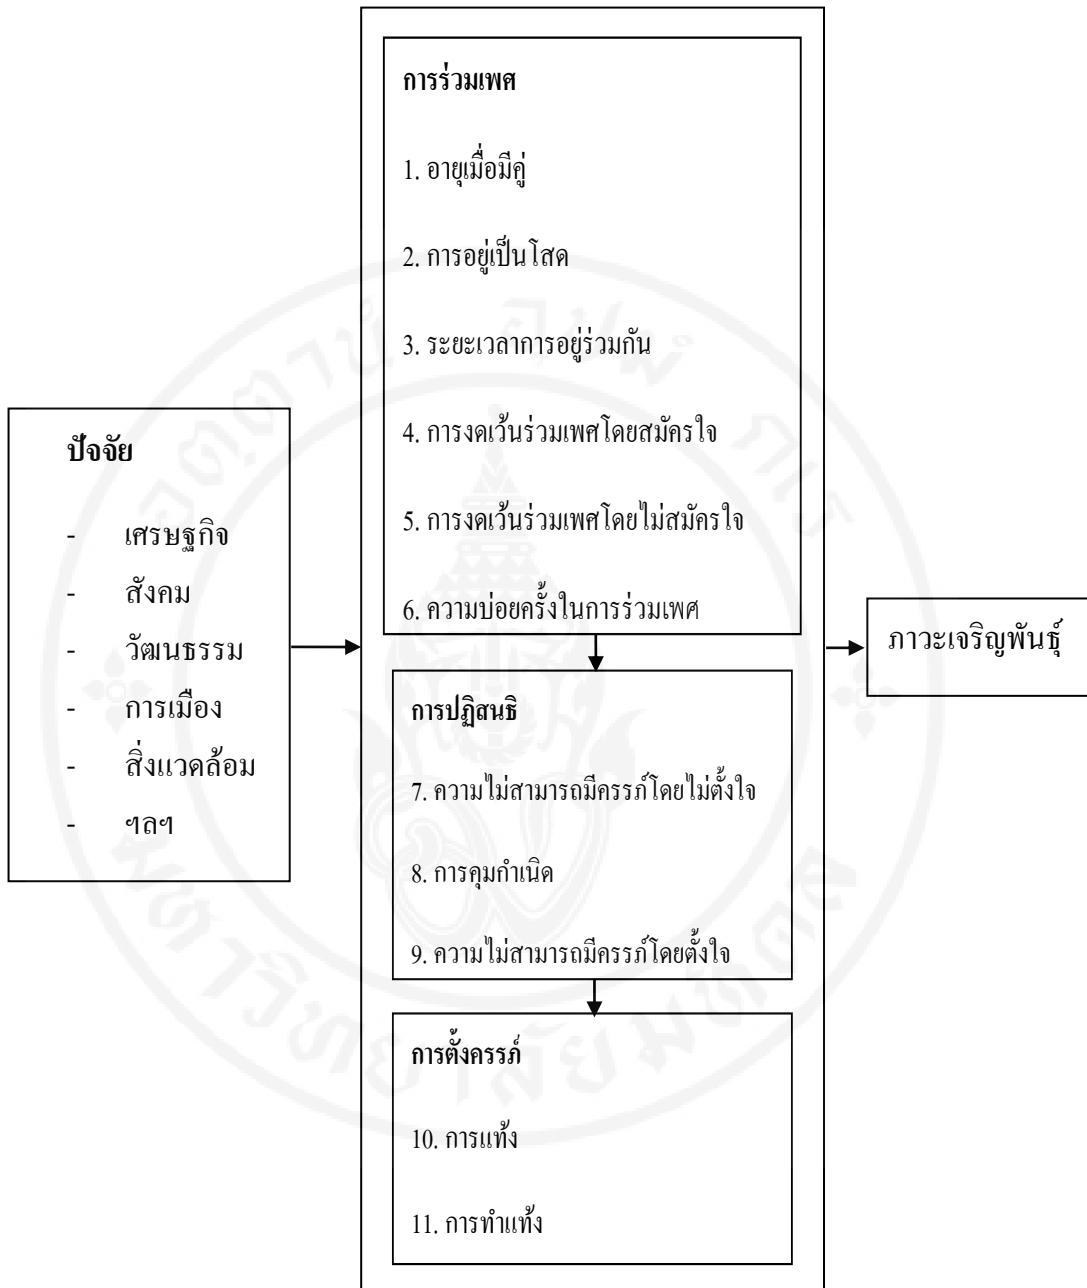 การร่วมเพศ
1. อายุเมื่อมีคู่
2. การอยู่เป็นโสด
3. ระยะเวลาการอยู่ร่วมกัน
4. การงดเว้นร่วมเพศโดยสมัครใจ
5. การงดเว้นร่วมเพศโดยไม่สมัครใจ
6. ความบ่อยครั้งในการร่วมเพศ
ปัจจัย
- เศรษฐกิจ
- สังคม
- วัฒนธรรม
- การเมือง
- สิ่งแวดล้อม
- ฯลฯ
ภาวะเจริญพันธุ์
การปฏิสนธิ
7. ความไม่สามารถมีครรภ์โดยไม่ตั้งใจ
8. การคุมกำเนิด
9. ความไม่สามารถมีครรภ์โดยตั้งใจ
การตั้งครรภ์
10. การแท้ง
11. การทำแท้ง
มหาวิทยาลัยมหิดล